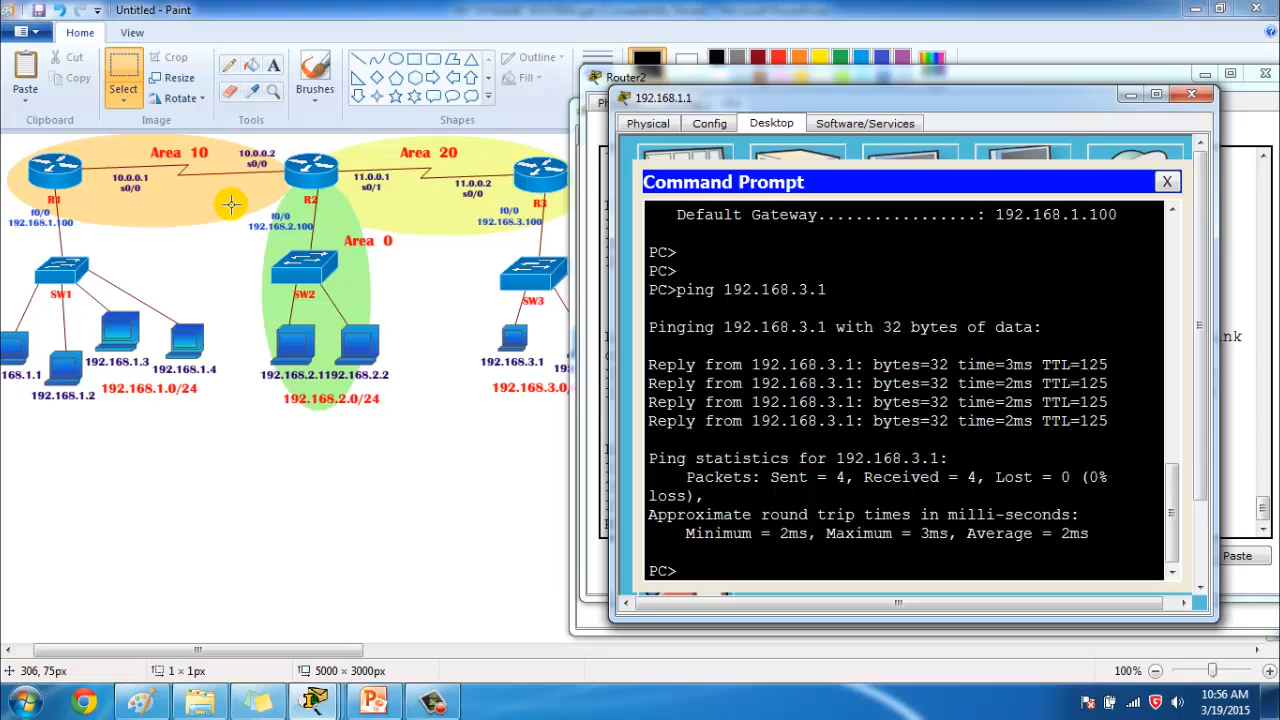 Untitled - Paint
Home
View
Paste
Cut
Copy
Clipboard
Select
Crop
Resize
Rotate
Image
Tools
Brushes
Shapes
Outline
Fill
Router2
192.168.1.1
Physical
Config
Desktop
Software/Services
Command Prompt
X
Default Gateway.................: 192.168.1.100
PC>
PC>
PC>ping 192.168.3.1
Pinging 192.168.3.1 with 32 bytes of data:
Reply from 192.168.3.1: bytes=32 time=3ms TTL=125
Reply from 192.168.3.1: bytes=32 time=2ms TTL=125
Reply from 192.168.3.1: bytes=32 time=2ms TTL=125
Reply from 192.168.3.1: bytes=32 time=2ms TTL=125
Ping statistics for 192.168.3.1:
Packets: Sent = 4, Received = 4, Lost = 0 (0%
loss),
Approximate round trip times in milli-seconds:
Minimum = 2ms, Maximum = 3ms, Average = 2ms
PC>
nk
Paste
Area 10
10.0.0.2
s0/0
Area 20
10.0.0.1
s0/0
11.0.0.1
s0/1
11.0.0.2
s0/0
R1
R2
R3
f0/0
192.168.1.100
f0/0
192.168.2.100
f0/0
192.168.3.100
Area 0
SW1
SW2
SW3
192.168.1.3
192.168.1.4
.168.1.1
192.168.1.2
192.168.1.0/24
192.168.2.1
192.168.2.2
192.168.2.0/24
192.168.3.1
192.168.3.0/
306, 75px
1 × 1px
5000 × 3000px
100%
10:56 AM
3/19/2015